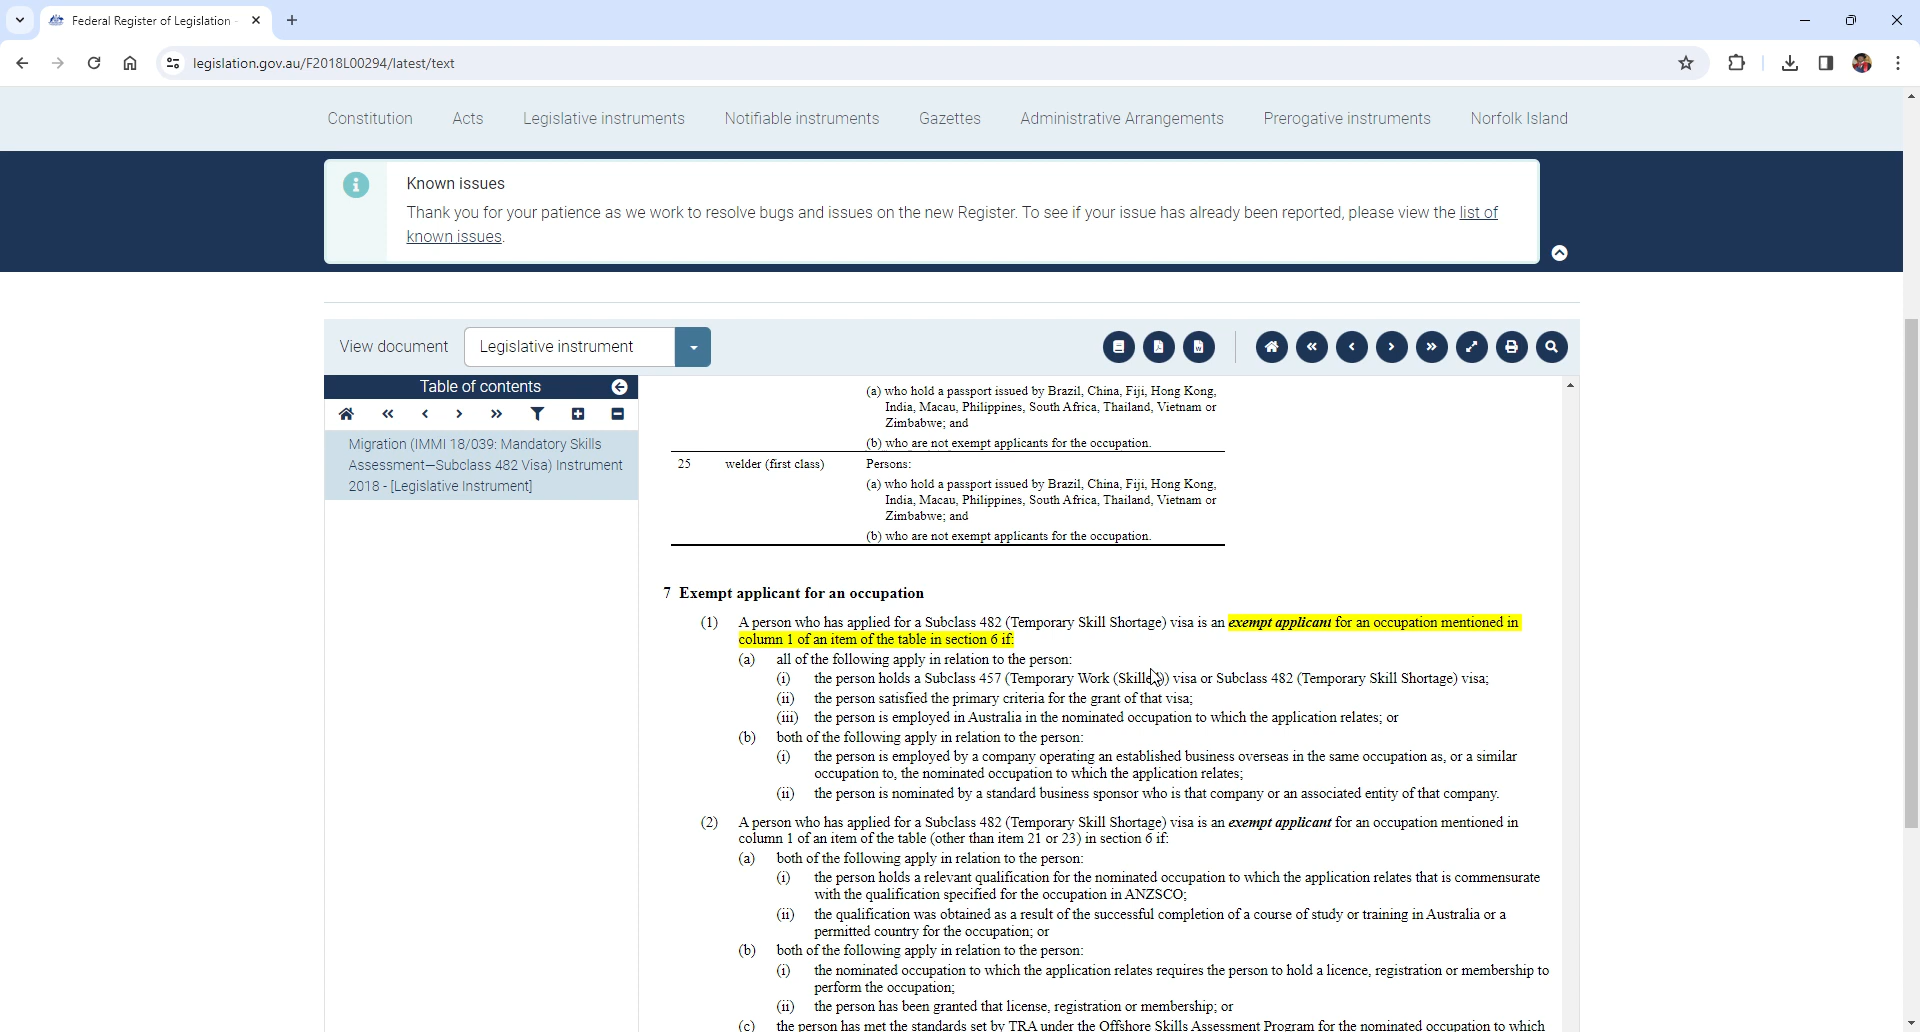 Federal Register of Legislation -
legislation.gov.au/F2018L00294/latest/text
Constitution Acts Legislative instruments Notifiable instruments Gazettes Administrative Arrangements Prerogative instruments Norfolk Island
Known issues
Thank you for your patience as we work to resolve bugs and issues on the new Register. To see if your issue has already been reported, please view the list of
known issues.
View document Legislative instrument
Table of contents
Migration (IMMI 18/039: Mandatory Skills
Assessment—Subclass 482 Visa) Instrument
2018 - [Legislative Instrument]
(a) who hold a passport issued by Brazil, China, Fiji, Hong Kong,
India, Macau, Philippines, South Africa, Thailand, Vietnam or
Zimbabwe; and
(b) who are not exempt applicants for the occupation.
25 welder (first class) Persons:
(a) who hold a passport issued by Brazil, China, Fiji, Hong Kong,
India, Macau, Philippines, South Africa, Thailand, Vietnam or
Zimbabwe; and
(b) who are not exempt applicants for the occupation.
7 Exempt applicant for an occupation
(1) A person who has applied for a Subclass 482 (Temporary Skill Shortage) visa is an exempt applicant for an occupation mentioned in
column 1 of an item of the table in section 6 if:
(a) all of the following apply in relation to the person:
(i) the person holds a Subclass 457 (Temporary Work (Skilled)) visa or Subclass 482 (Temporary Skill Shortage) visa;
(ii) the person satisfied the primary criteria for the grant of that visa;
(iii) the person is employed in Australia in the nominated occupation to which the application relates; or
(b) both of the following apply in relation to the person:
(i) the person is employed by a company operating an established business overseas in the same occupation as, or a similar
occupation to, the nominated occupation to which the application relates;
(ii) the person is nominated by a standard business sponsor who is that company or an associated entity of that company.
(2) A person who has applied for a Subclass 482 (Temporary Skill Shortage) visa is an exempt applicant for an occupation mentioned in
column 1 of an item of the table (other than item 21 or 23) in section 6 if:
(a) both of the following apply in relation to the person:
(i) the person holds a relevant qualification for the nominated occupation to which the application relates that is commensurate
with the qualification specified for the occupation in ANZSCO;
(ii) the qualification was obtained as a result of the successful completion of a course of study or training in Australia or a
permitted country for the occupation; or
(b) both of the following apply in relation to the person:
(i) the nominated occupation to which the application relates requires the person to hold a licence, registration or membership to
perform the occupation;
(ii) the person has been granted that license, registration or membership; or
(c) the person has met the standards set by TRA under the Offshore Skills Assessment Program for the nominated occupation to which